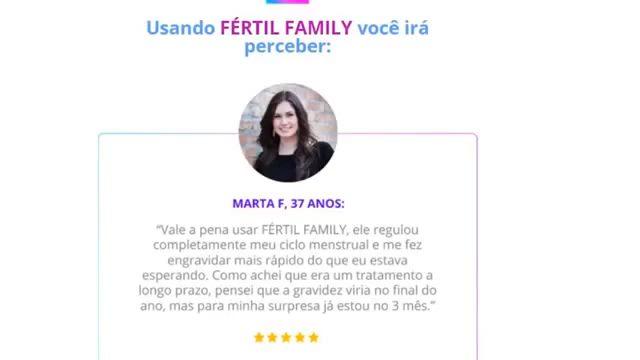 Usando FÉRTIL FAMILY você irá
perceber:
MARTA F, 37 ANOS:
“Vale a pena usar FÉRTIL FAMILY, ele regulou
completamente meu ciclo menstrual e me fez
engravidar mais rápido do que eu estava
esperando. Como achei que era um tratamento a
longo prazo, pensei que a gravidez viria no final do
ano, mas para minha surpresa já estou no 3 mês.”